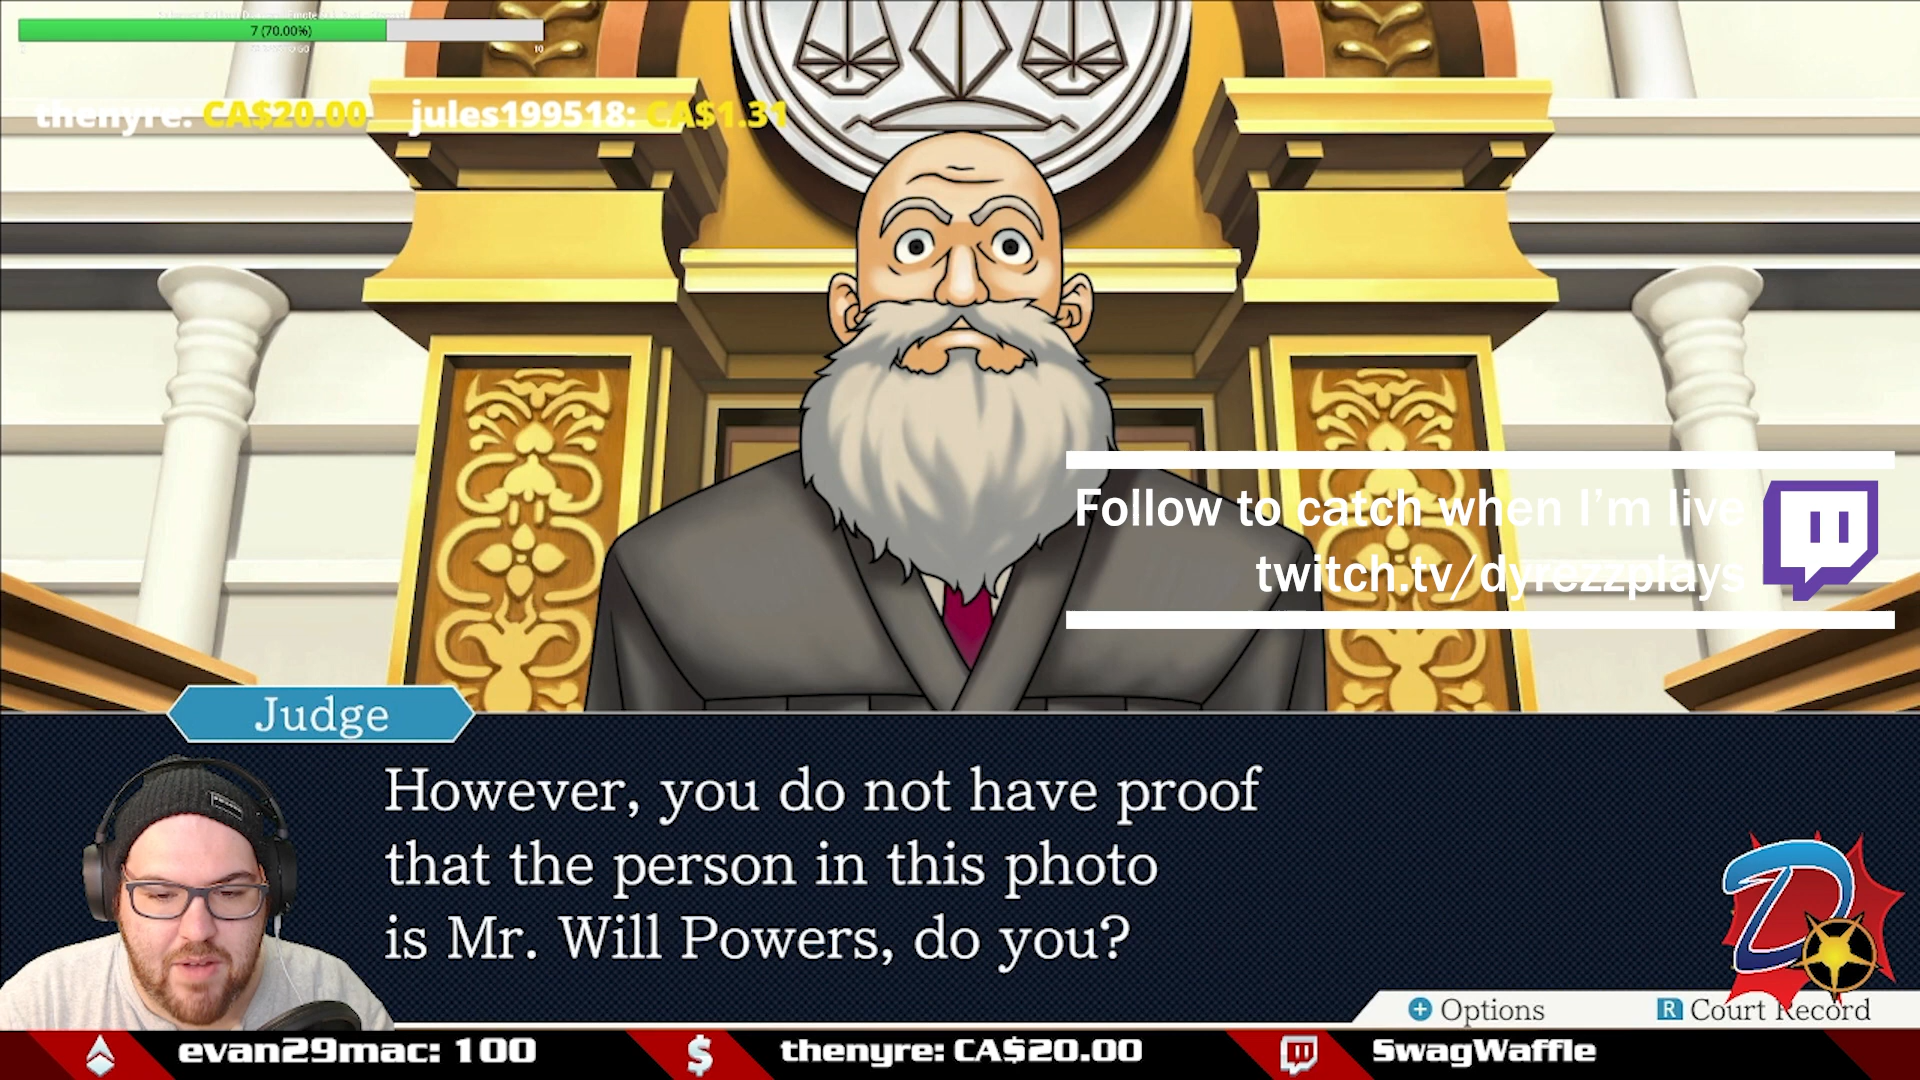 7 (70.00%)
10
thenyre: CA$20.00 jules199518: CA$1.31
Follow to catch when I'm live
twitch.tv/dyrezzplays
Judge
However, you do not have proof
that the person in this photo
is Mr. Will Powers, do you?
+ Options
R Court Record
evan29mac: 100
$ thenyre: CA$20.00
SwagWaffle